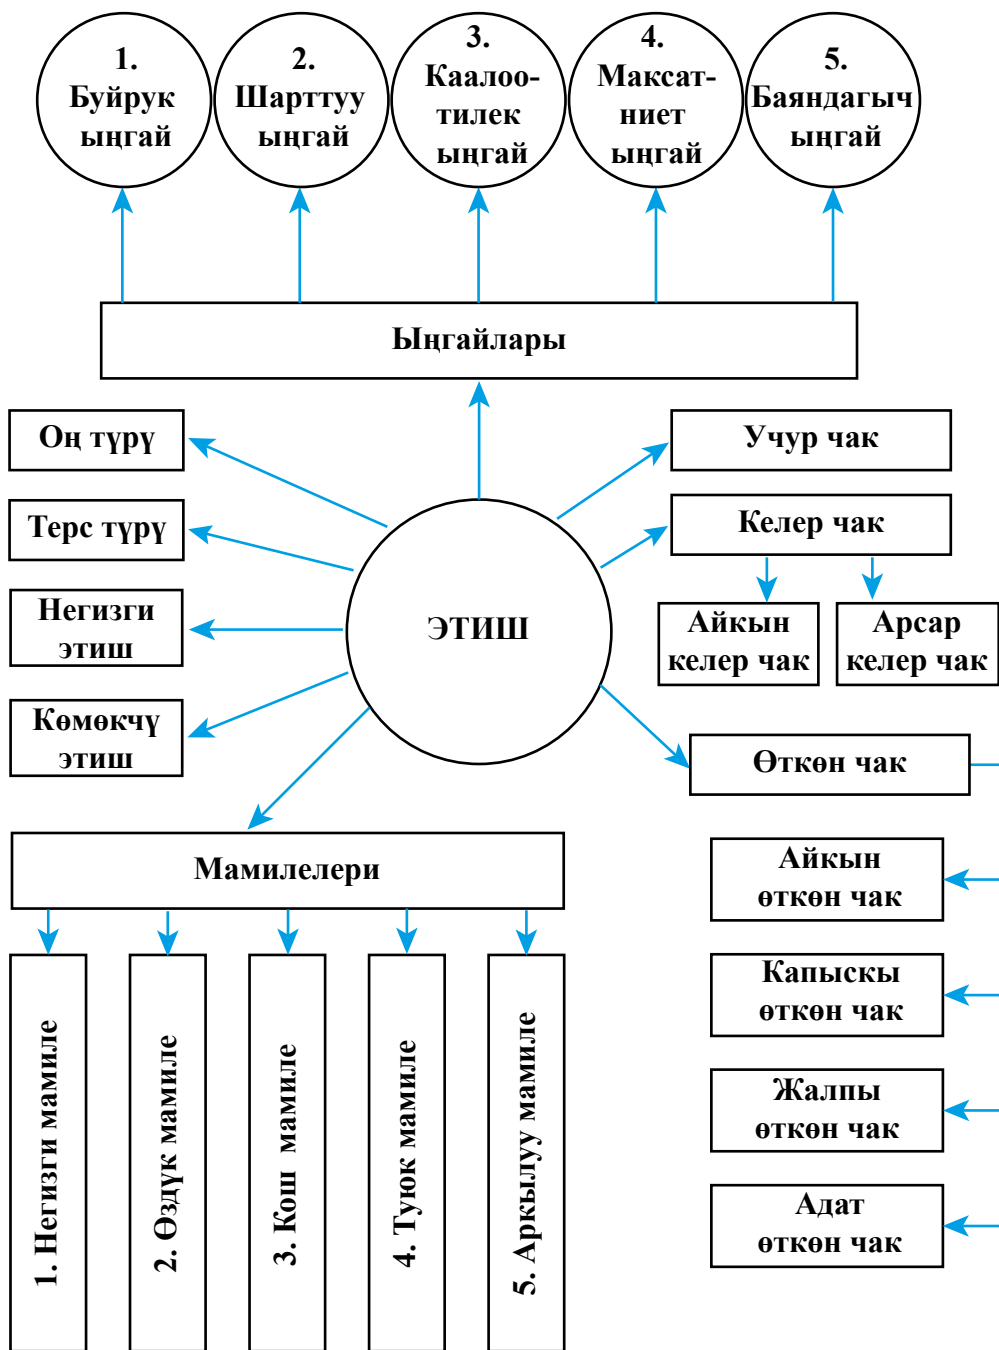 1.
Буйрук
ыңгай
2.
Шарттуу
ыңгай
3.
Каалоо-
тилек
ыңгай
4.
Максат-
ниет
ыңгай
5.
Баяндагыч
ыңгай
Ыңгайлары
Оң түрү
Терс түрү
Негизги
этиш
Көмөкчү
этиш
ЭТИШ
Учур чак
Келер чак
Айкын
келер чак
Арсар
келер чак
Өткөн чак
Айкын
өткөн чак
Капыскы
өткөн чак
Жалпы
өткөн чак
Адат
өткөн чак
Мамилелери
1. Негизги мамиле
2. Өздүк мамиле
3. Кош мамиле
4. Туюк мамиле
5. Аркылуу мамиле